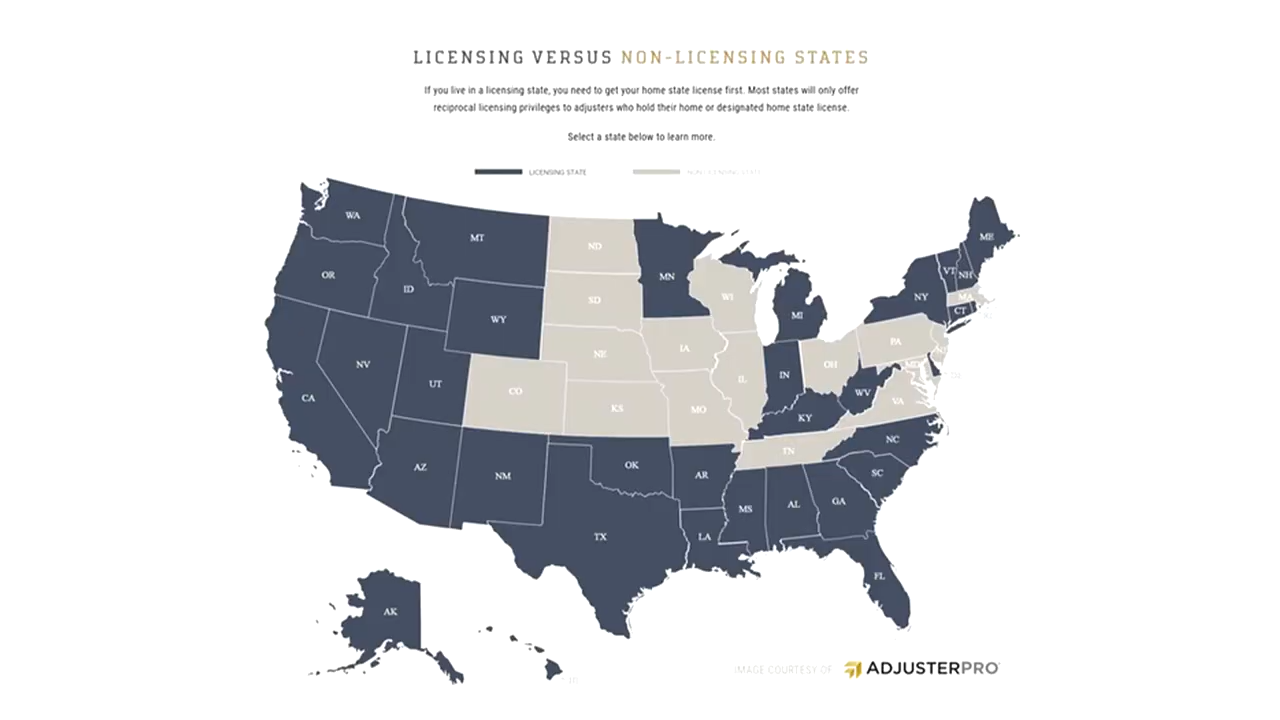 LICENSING VERSUS NON-LICENSING STATES
If you live in a licensing state, you need to get your home state license first. Most states will only offer
reciprocal licensing privileges to adjusters who hold their home or designated home state license.
Select a state below to learn more.
LICENSING STATE NON-LICENSING STATE
WA
MT
ND
ME
MN
VT
NH
OR
ID
SD
WI
NY
MA
CT
WY
MI
PA
NE
IA
NV
OH
MD
UT
IL
IN
CO
WV
CA
KS
MO
VA
KY
NC
TN
AZ
NM
OK
AR
SC
MS
AL
GA
TX
LA
FL
AK
IMAGE COURTESY OF ADJUSTERPRO